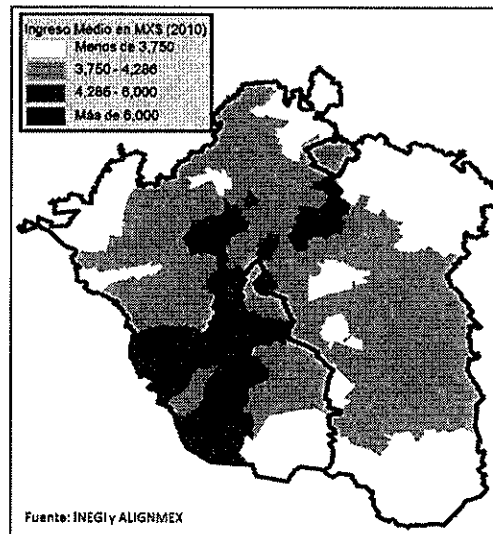 Ingreso Medio en MX$ (2010)
Menos de 3,750
3,750 - 4,286
4,286 - 6,000
Más de 6,000
Fuente: INEGI y ALIGNMEX